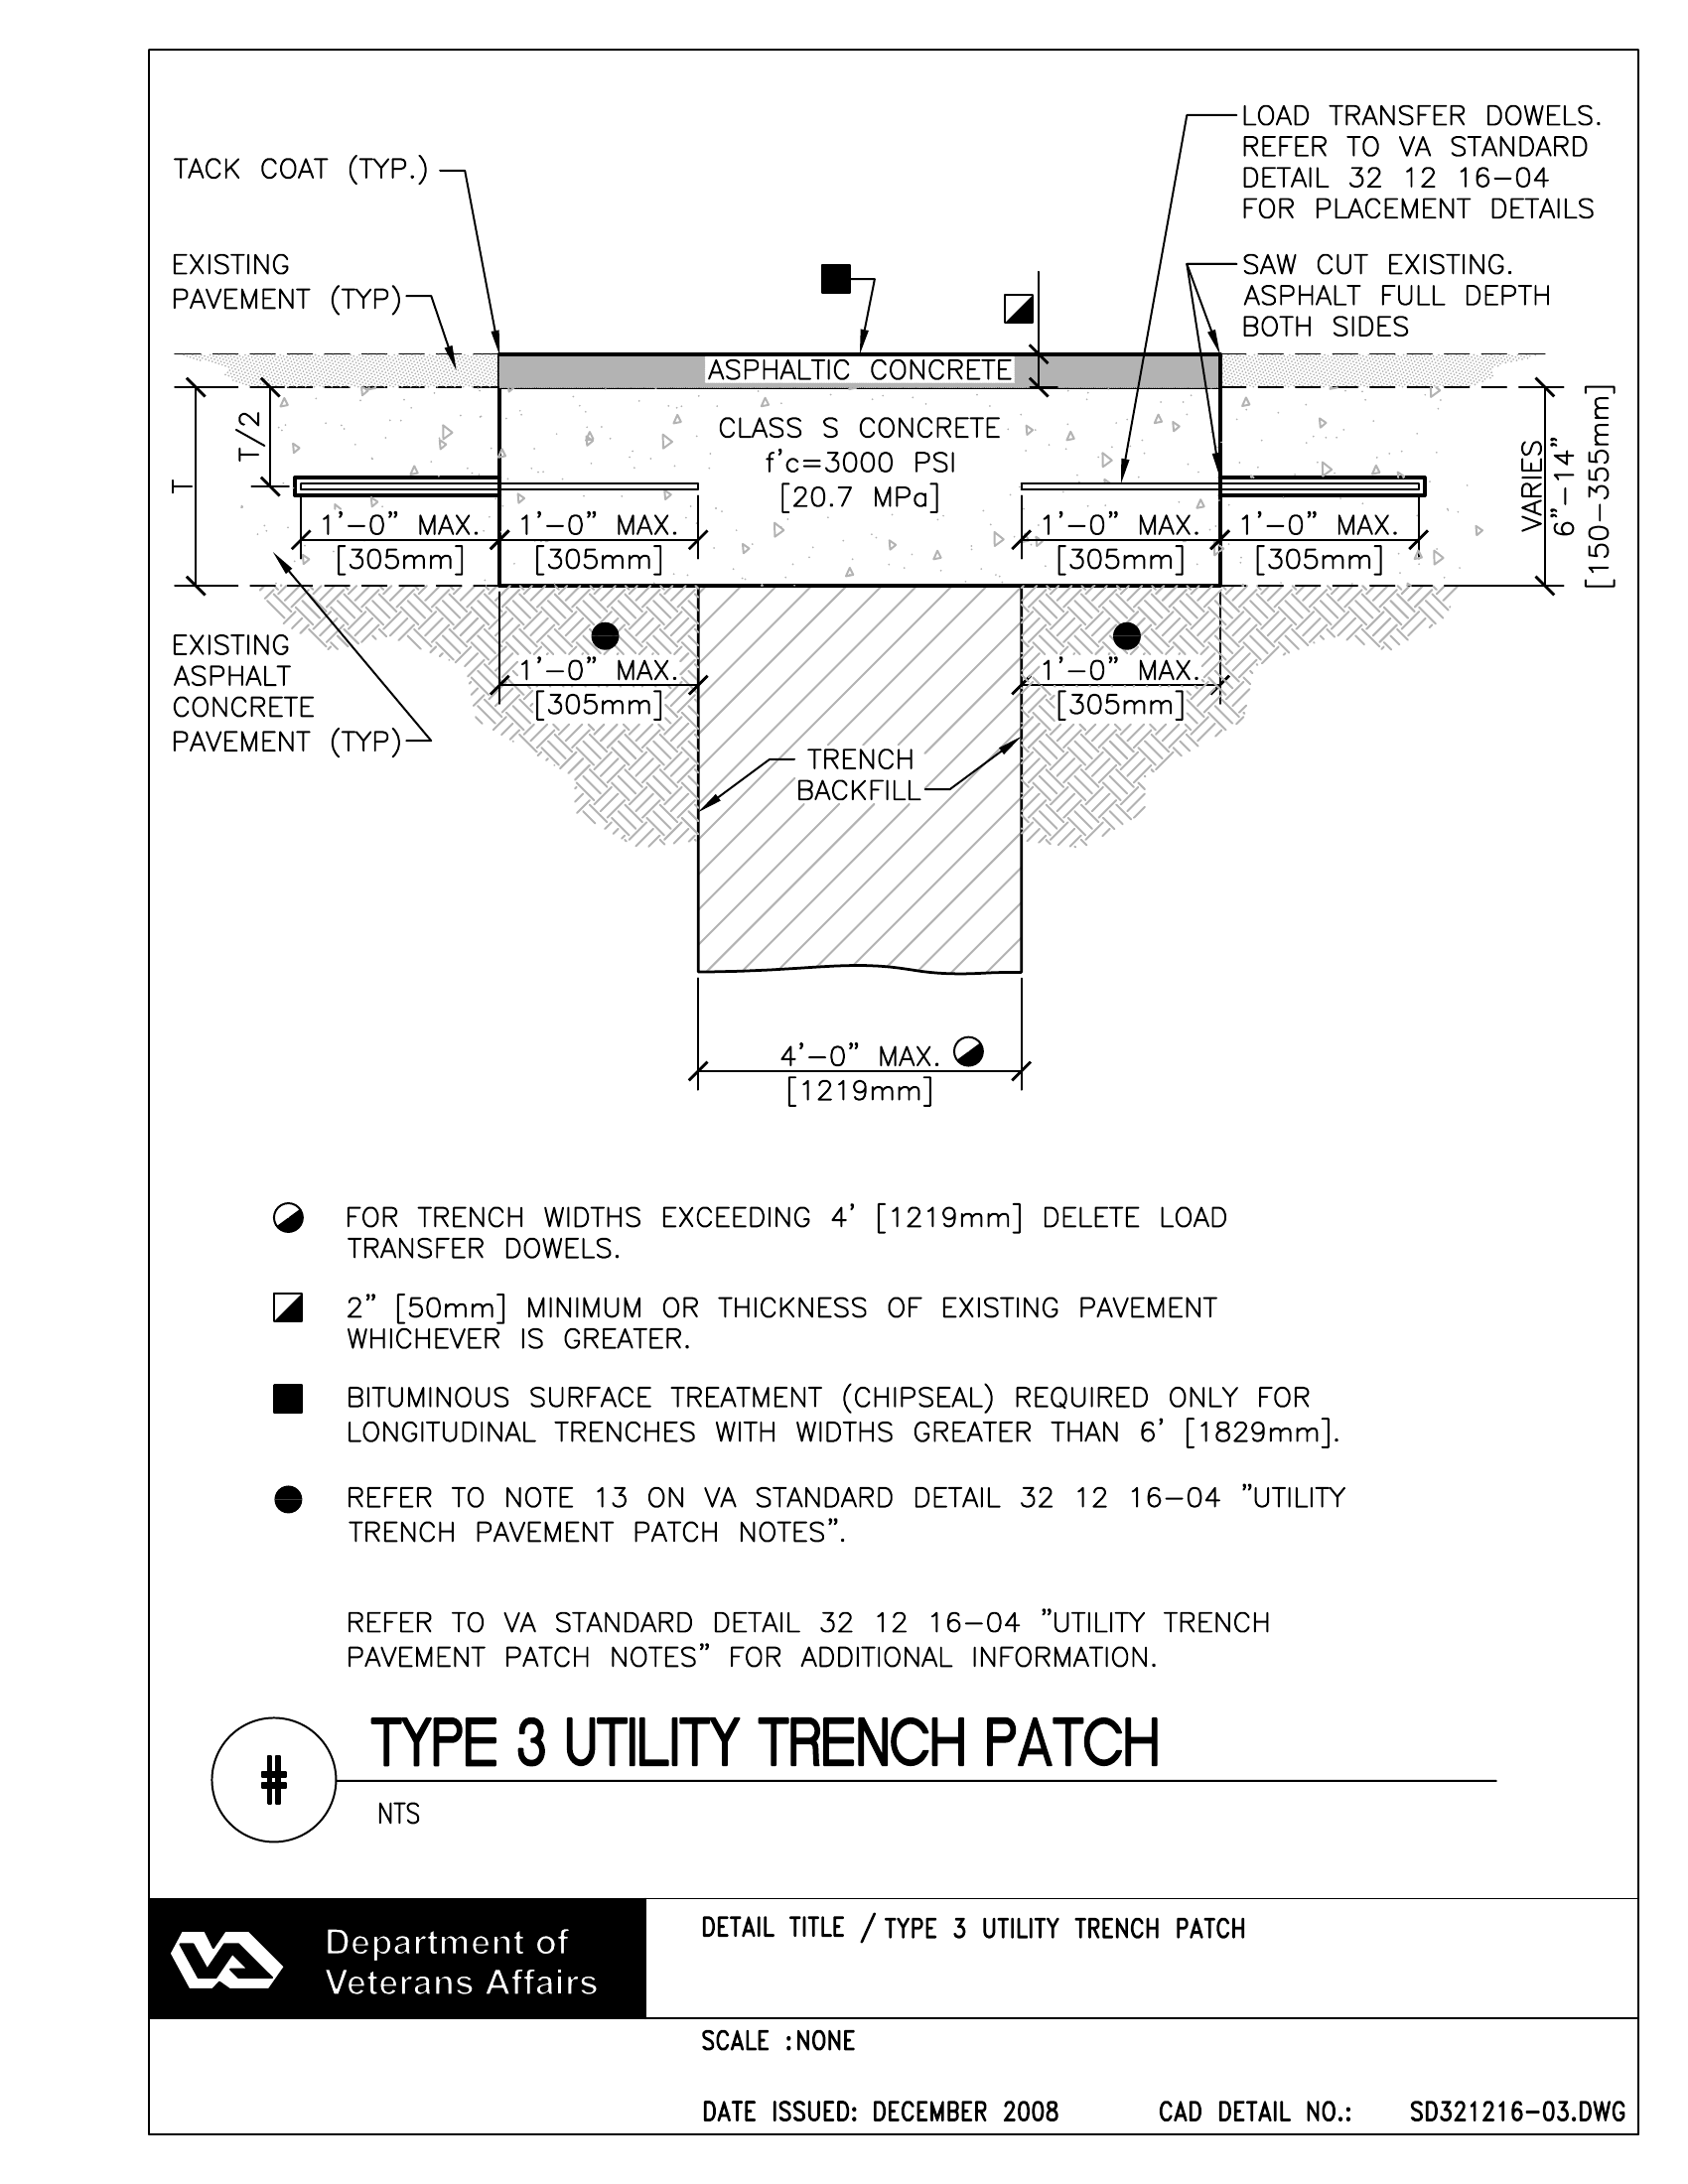 TACK COAT (TYP.)
LOAD TRANSFER DOWELS.
REFER TO VA STANDARD
DETAIL 32 12 16-04
FOR PLACEMENT DETAILS
EXISTING
PAVEMENT (TYP)
SAW CUT EXISTING.
ASPHALT FULL DEPTH
BOTH SIDES
ASPHALTIC CONCRETE
CLASS S CONCRETE
f'c=3000 PSI
[20.7 MPa]
T
T/2
1'-0" MAX.
[305mm]
1'-0" MAX.
[305mm]
1'-0" MAX.
[305mm]
1'-0" MAX.
[305mm]
VARIES
6"-14"
[150-355mm]
EXISTING
ASPHALT
CONCRETE
PAVEMENT (TYP)
1'-0" MAX.
[305mm]
1'-0" MAX.
[305mm]
TRENCH
BACKFILL
4'-0" MAX.
[1219mm]
FOR TRENCH WIDTHS EXCEEDING 4' [1219mm] DELETE LOAD
TRANSFER DOWELS.
2" [50mm] MINIMUM OR THICKNESS OF EXISTING PAVEMENT
WHICHEVER IS GREATER.
BITUMINOUS SURFACE TREATMENT (CHIPSEAL) REQUIRED ONLY FOR
LONGITUDINAL TRENCHES WITH WIDTHS GREATER THAN 6' [1829mm].
REFER TO NOTE 13 ON VA STANDARD DETAIL 32 12 16-04 "UTILITY
TRENCH PAVEMENT PATCH NOTES".
REFER TO VA STANDARD DETAIL 32 12 16-04 "UTILITY TRENCH
PAVEMENT PATCH NOTES" FOR ADDITIONAL INFORMATION.
#
TYPE 3 UTILITY TRENCH PATCH
NTS
VA
Department of
Veterans Affairs
DETAIL TITLE / TYPE 3 UTILITY TRENCH PATCH
SCALE :NONE
DATE ISSUED: DECEMBER 2008
CAD DETAIL NO.: SD321216-03.DWG